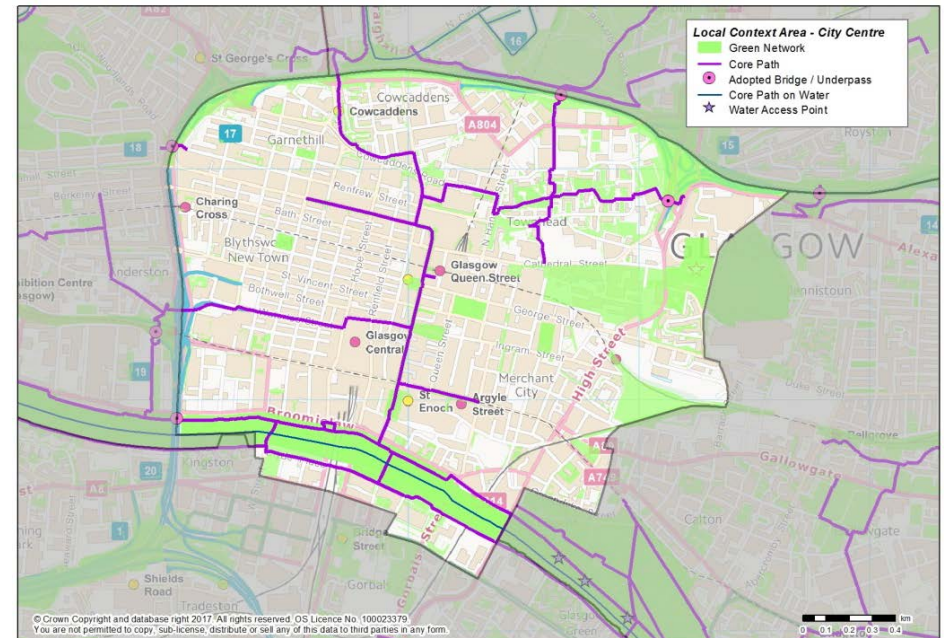 Local Context Area - City Centre
Green Network
Core Path
Adopted Bridge / Underpass
Core Path on Water
Water Access Point
16
St George's Cross
Cowcaddens
Cowcaddens
17
A804
Garnethill
18
15
Royston
Cowcaddens Road
Renfrew Street
Charing
Cross
Bath Street
Townhead
GLASGOW
14
Blythswood
New Town
Hope Street
Renfield Street
Cathedral Street
Anderston
St Vincent Street
Glasgow
Queen Street
Bothwell Street
George Street
Glasgow
Central
Queen Street
Ingram Street
High Street
19
Merchant
City
Duke Street
St
Enoch
Argyle
Street
Broomielaw
Kingston
Gallowgate
20
Calton
Street
Shields
Road
Gorbals
Tradeston
© Crown Copyright and database right 2017. All rights reserved. OS Licence No. 100023379.
You are not permitted to copy, sub-license, distribute or sell any of this data to third parties in any form.
km
0 0.1 0.2 0.3 0.4